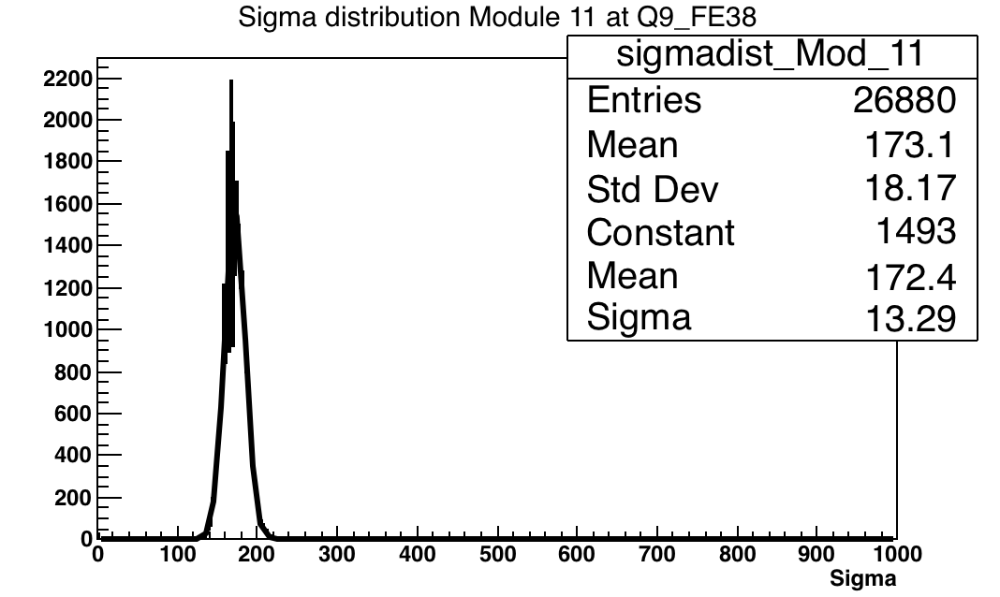 Sigma distribution Module 11 at Q9_FE38
sigmadist_Mod_11
Entries 26880
Mean 173.1
Std Dev 18.17
Constant 1493
Mean 172.4
Sigma 13.29
2200
2000
1800
1600
1400
1200
1000
800
600
400
200
0
0 100 200 300 400 500 600 700 800 900 1000
Sigma